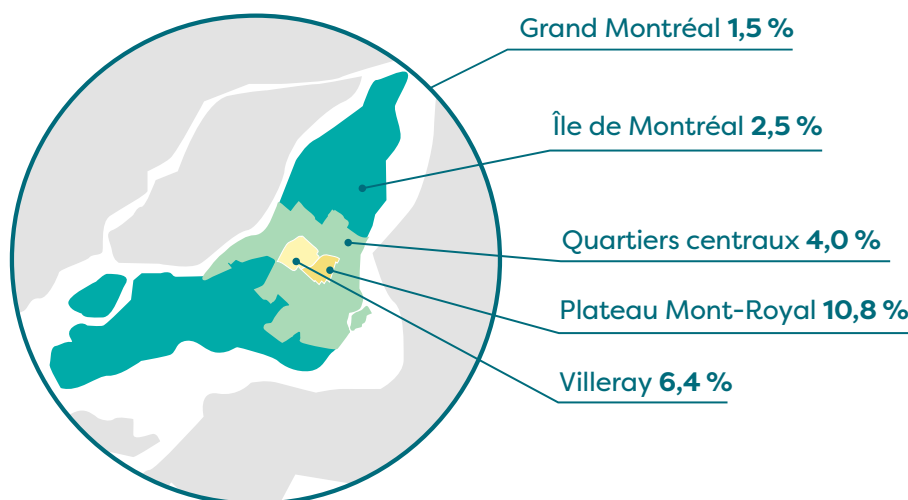 Grand Montréal 1,5 %
Île de Montréal 2,5 %
Quartiers centraux 4,0 %
Plateau Mont-Royal 10,8 %
Villeray 6,4 %